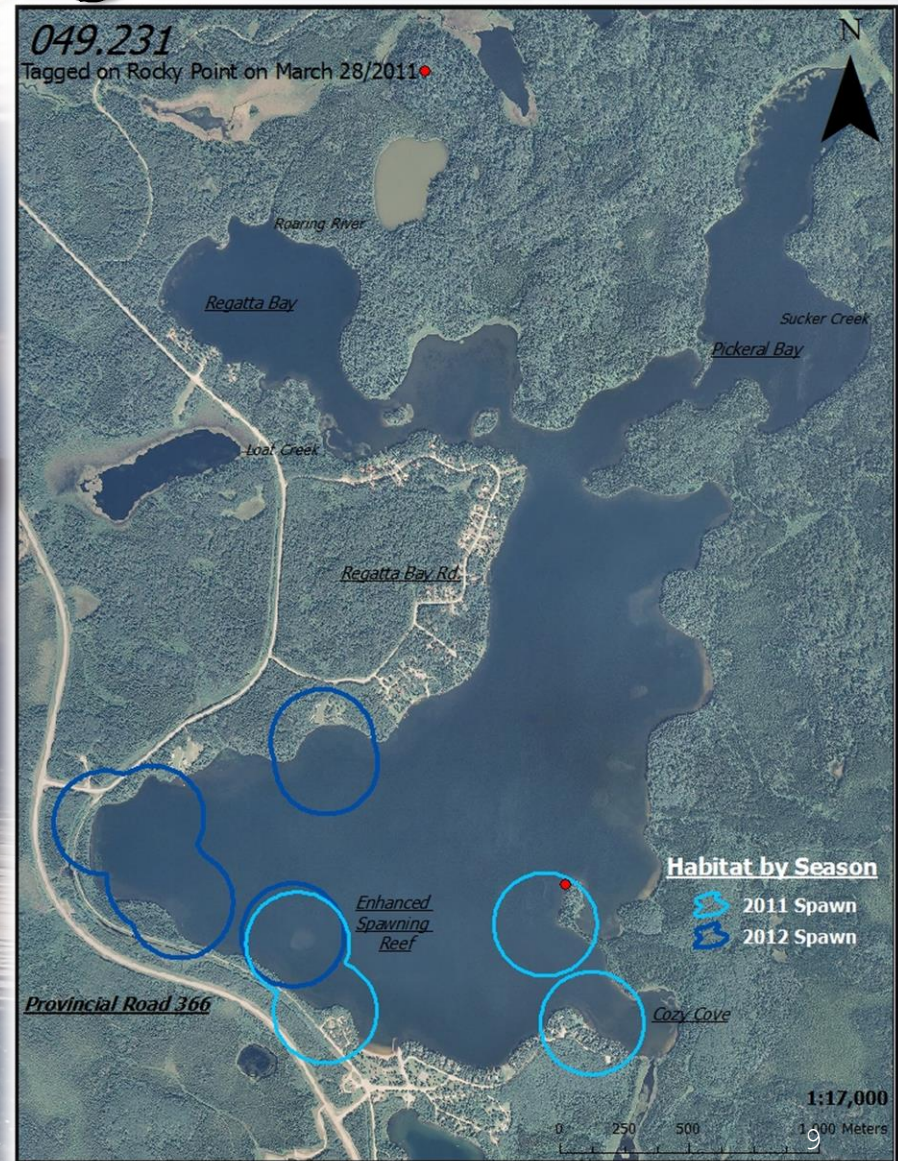 049.231
Tagged on Rocky Point on March 28/2011
N
Roaring River
Regatta Bay
Sucker Creek
Pickeral Bay
Loat Creek
Regatta Bay Rd.
Habitat by Season
2011 Spawn
2012 Spawn
Enhanced
Spawning
Reef
Provincial Road 366
Cozy Cove
1:17,000
0 250 500 1,000 Meters
9